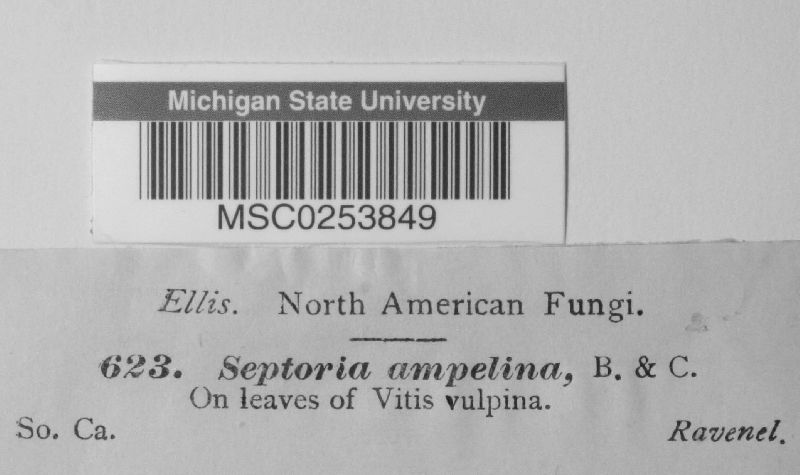 Michigan State University
MSC0253849
Ellis. North American Fungi.
623. Septoria ampelina, B. & C.
On leaves of Vitis vulpina.
So. Ca. Ravenel.